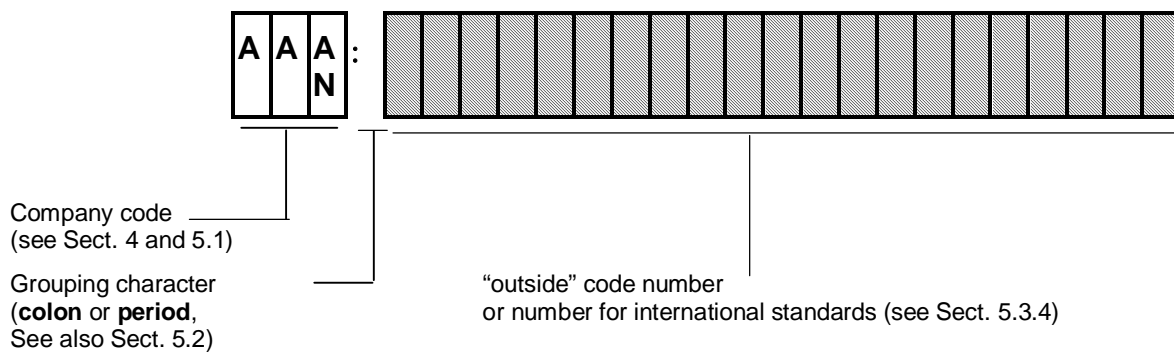 A A A :
N
Company code
(see Sect. 4 and 5.1)
Grouping character
(colon or period,
See also Sect. 5.2)
“outside” code number
or number for international standards (see Sect. 5.3.4)